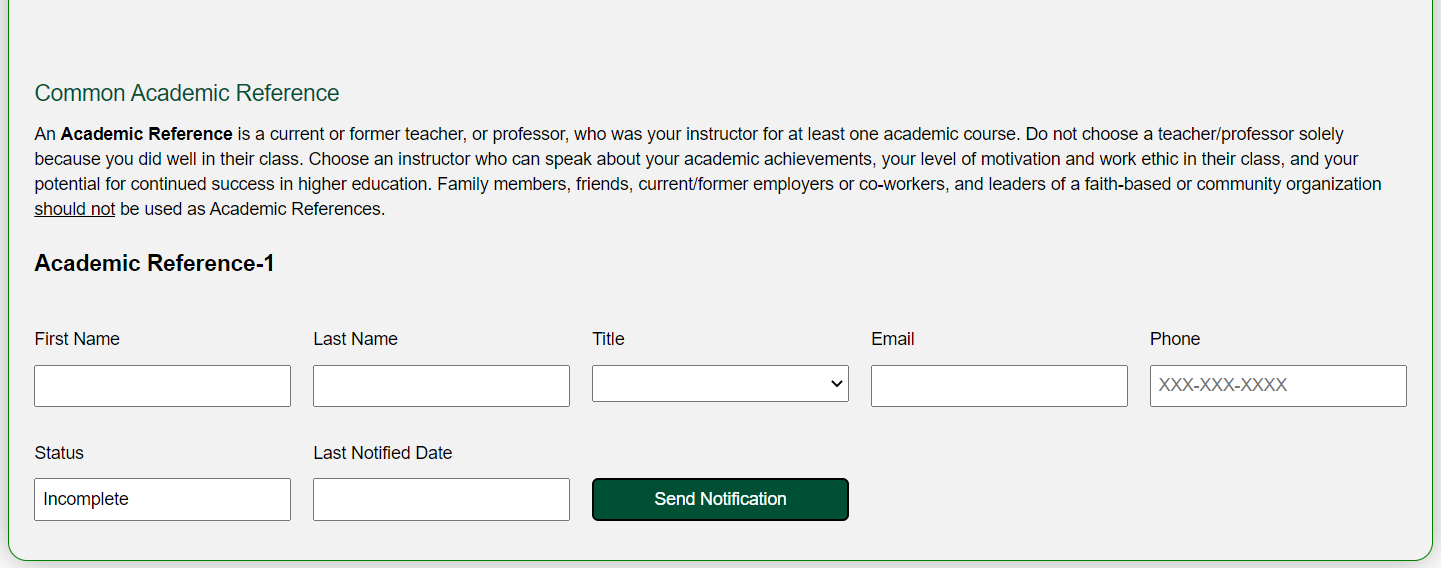 Common Academic Reference
An Academic Reference is a current or former teacher, or professor, who was your instructor for at least one academic course. Do not choose a teacher/professor solely
because you did well in their class. Choose an instructor who can speak about your academic achievements, your level of motivation and work ethic in their class, and your
potential for continued success in higher education. Family members, friends, current/former employers or co-workers, and leaders of a faith-based or community organization
should not be used as Academic References.
Academic Reference-1
First Name Last Name Title Email Phone
XXX-XXX-XXXX
Status Last Notified Date
Incomplete Send Notification